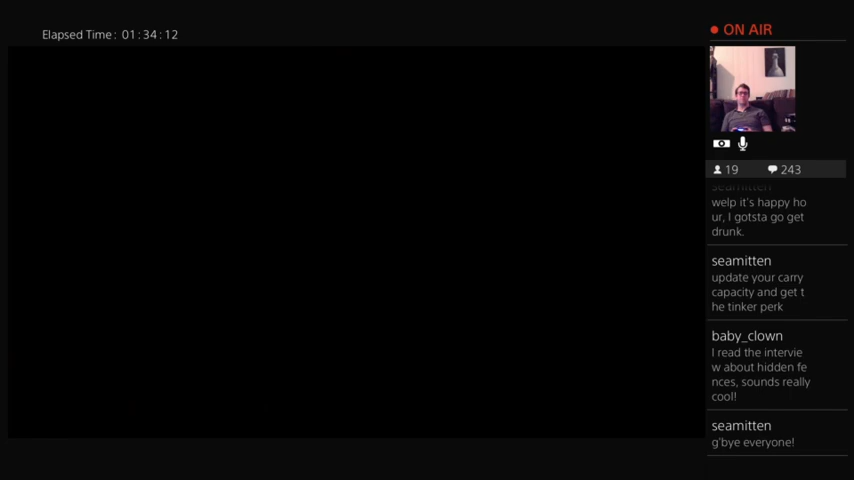 Elapsed Time: 01:34:12
ON AIR
19 243
seamitten
welp it's happy ho
ur, I gotsta go get
drunk.
seamitten
update your carry
capacity and get t
he tinker perk
baby_clown
I read the intervie
w about hidden fe
nces, sounds really
cool!
seamitten
g'bye everyone!